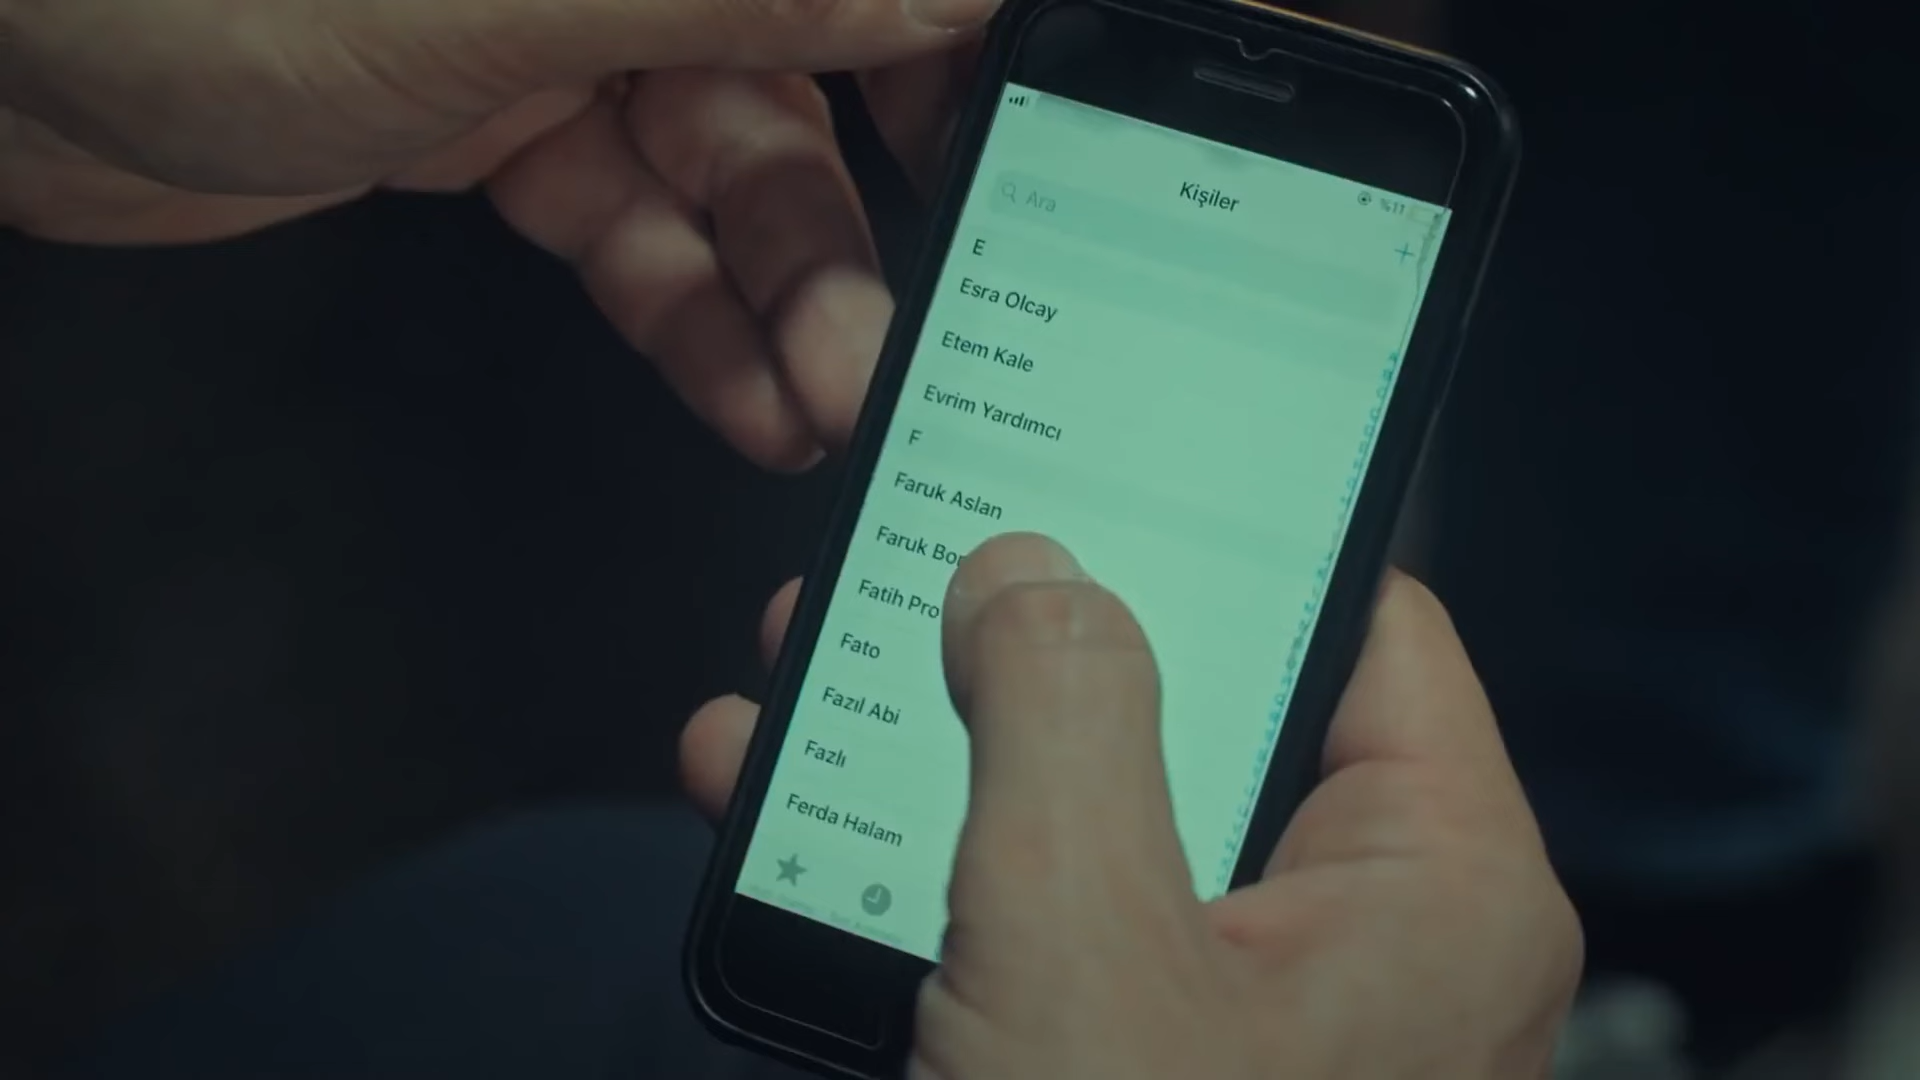 Kişiler
%11
Ara
E
Esra Olcay
Etem Kale
Evrim Yardımcı
F
Faruk Aslan
Faruk
Fatih Pro
Fato
Fazıl Abi
Fazlı
Ferda Halam